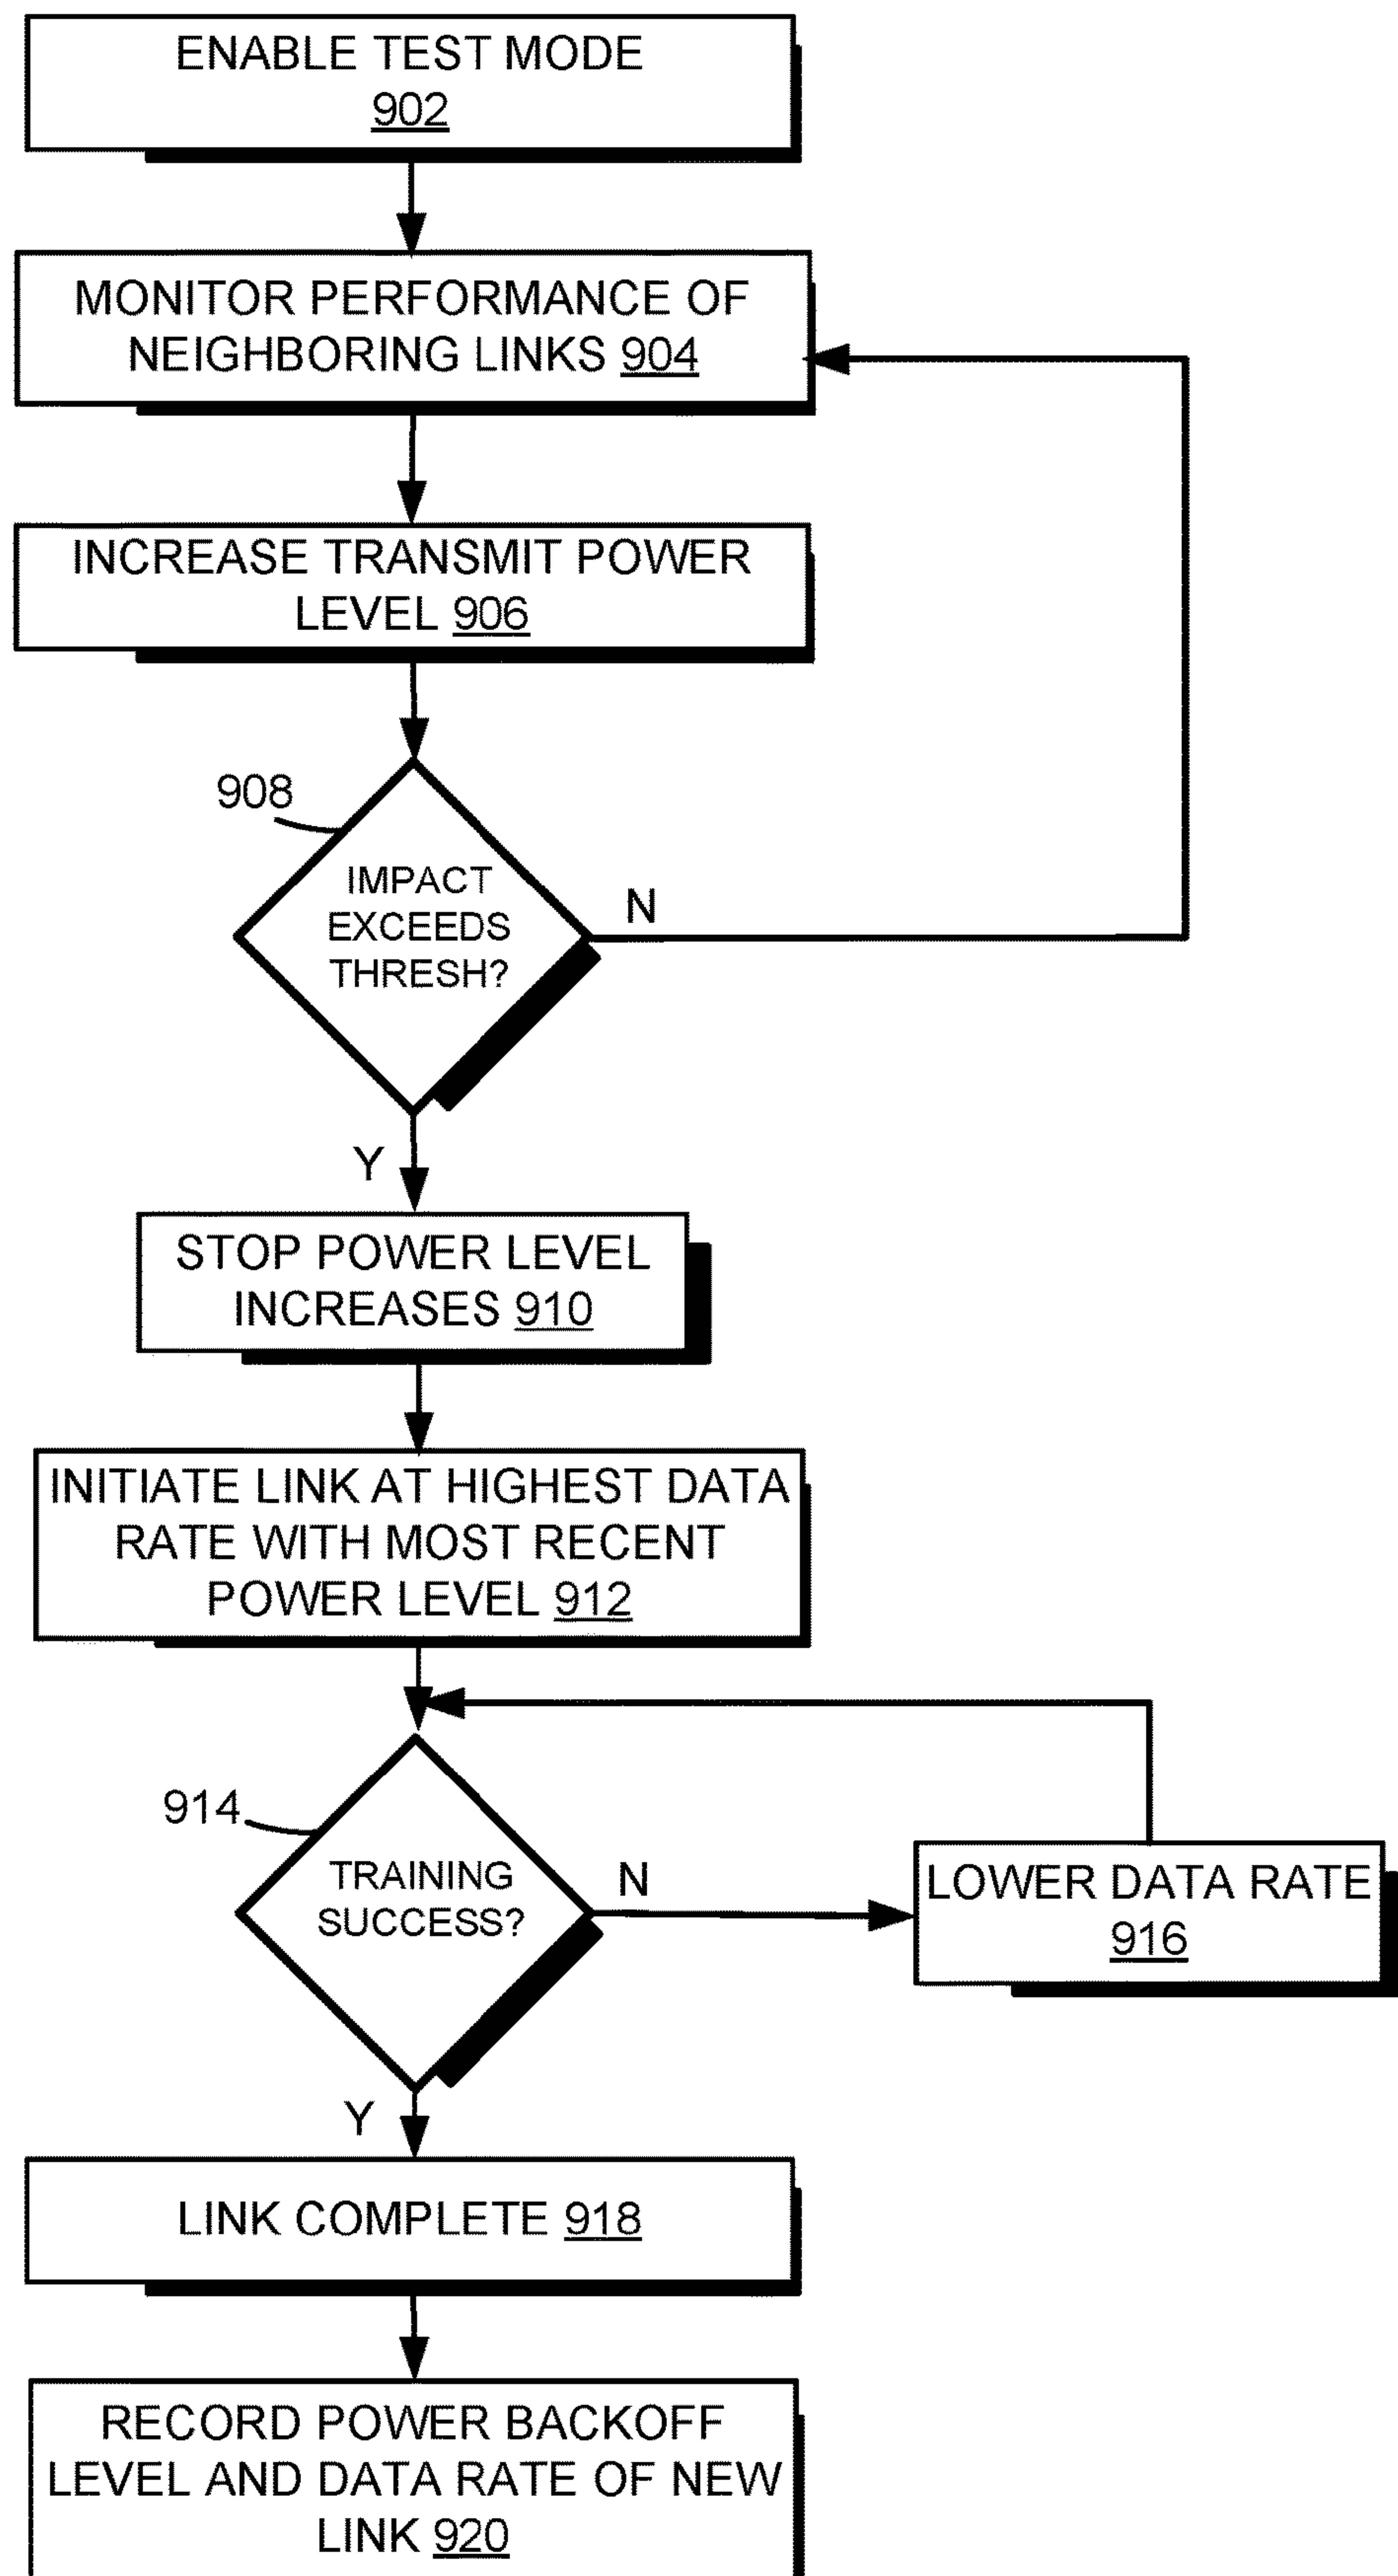 ENABLE TEST MODE
902
MONITOR PERFORMANCE OF
NEIGHBORING LINKS 904
INCREASE TRANSMIT POWER
LEVEL 906
908
IMPACT
EXCEEDS
THRESH?
N
Y
STOP POWER LEVEL
INCREASES 910
INITIATE LINK AT HIGHEST DATA
RATE WITH MOST RECENT
POWER LEVEL 912
914
TRAINING
SUCCESS?
N
LOWER DATA RATE
916
Y
LINK COMPLETE 918
RECORD POWER BACKOFF
LEVEL AND DATA RATE OF NEW
LINK 920